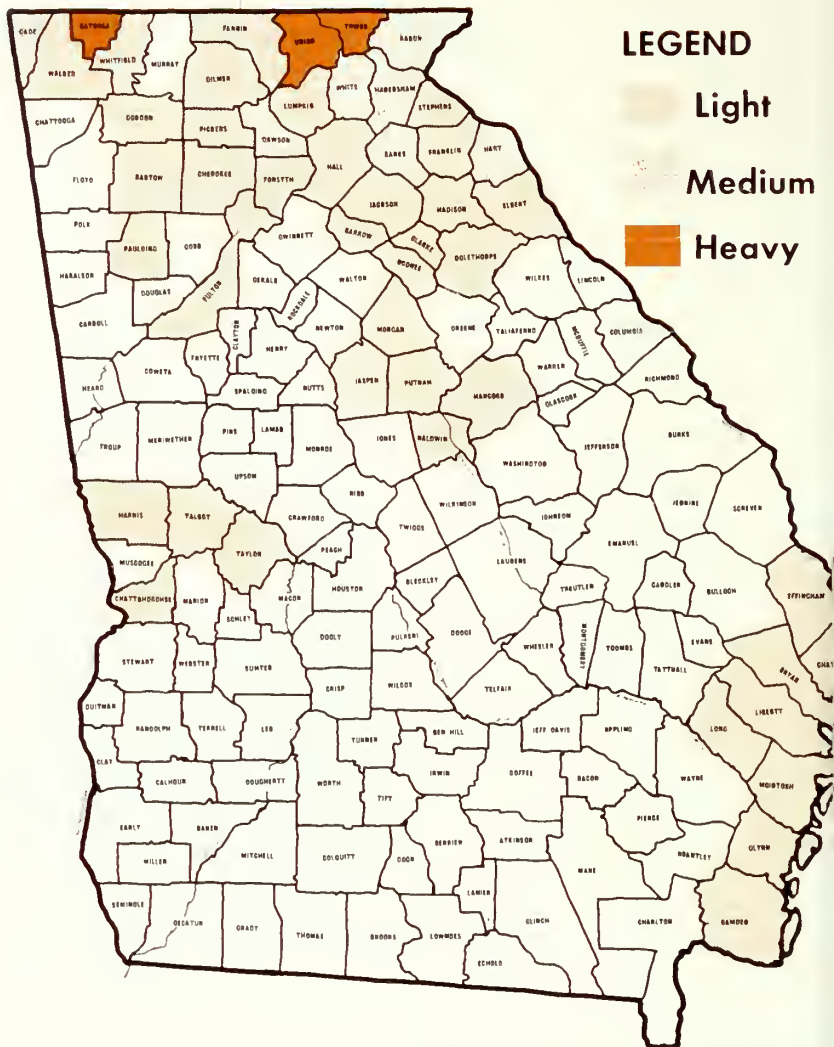 LEGEND
Light
Medium
Heavy
DADE
CATOOSA
FANNIN
UNION
TOWNS
RABUN
WALKER
WHITFIELD
MURRAY
GILMER
LUMPKIN
WHITE
HABERSHAM
STEPHENS
CHATTOOGA
GORDON
PICKENS
DAWSON
HALL
BANKS
FRANKLIN
HART
FLOYD
BARTOW
CHEROKEE
FORSYTH
JACKSON
MADISON
ELBERT
POLK
PAULDING
COBB
GWINNETT
BARROW
CLARKE
OCONEE
OGLETHORPE
HARALSON
DOUGLAS
FULTON
DEKALB
ROCKDALE
WALTON
WILKES
LINCOLN
CARROLL
CLAYTON
NEWTON
MORGAN
GREENE
TALIAFERRO
MCDUFFIE
COLUMBIA
HEARD
COWETA
FAYETTE
HENRY
SPALDING
BUTTS
JASPER
PUTNAM
HANCOCK
WARREN
GLASCOCK
RICHMOND
TROUP
MERIWETHER
PIKE
LAMAR
MONROE
JONES
BALDWIN
WASHINGTON
JEFFERSON
BURKE
UPSON
HARRIS
TALBOT
TAYLOR
CRAWFORD
BIBB
TWIGGS
WILKINSON
JOHNSON
EMANUEL
JENKINS
SCREVEN
MUSCOGEE
PEACH
HOUSTON
BLECKLEY
LAURENS
TREUTLEN
CANDLER
BULLOCH
EFFINGHAM
CHATTAHOOCHEE
MARION
SCHLEY
MACON
DOOLY
PULASKI
DODGE
WHEELER
MONTGOMERY
TOOMBS
TATTNALL
EVANS
BRYAN
CHAT
STEWART
WEBSTER
SUMTER
CRISP
WILCOX
TELFAIR
LIBERTY
LONG
QUITMAN
RANDOLPH
TERRELL
LEE
TURNER
BEN HILL
JEFF DAVIS
APPLING
WAYNE
MCINTOSH
CLAY
CALHOUN
DOUGHERTY
WORTH
TIFT
IRWIN
COFFEE
BACON
PIERCE
GLYNN
EARLY
BAKER
MITCHELL
COLQUITT
COOK
BERRIEN
ATKINSON
WARE
BRANTLEY
MILLER
SEMINOLE
DECATUR
GRADY
THOMAS
BROOKS
LOWNDES
LANIER
CLINCH
ECHOLS
CHARLTON
CAMDEN